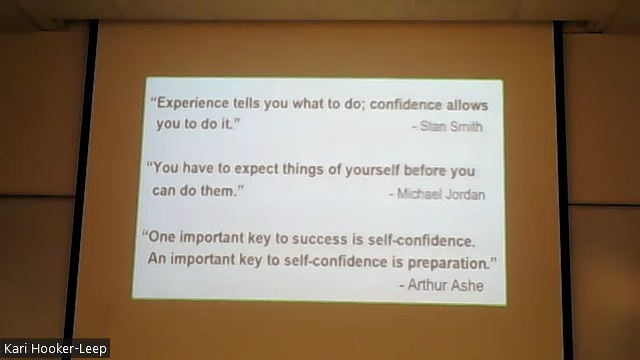 “Experience tells you what to do; confidence allows
you to do it.”
- Stan Smith
“You have to expect things of yourself before you
can do them.”
- Michael Jordan
“One important key to success is self-confidence.
An important key to self-confidence is preparation.”
- Arthur Ashe
Kari Hooker-Leep